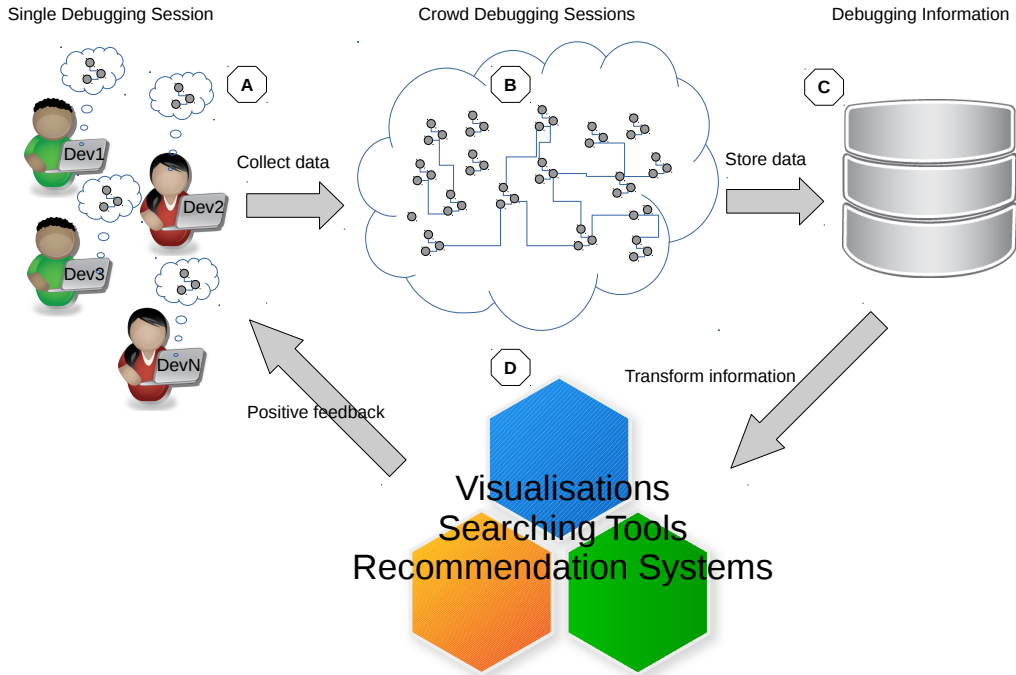 Single Debugging Session
Crowd Debugging Sessions
Debugging Information
A
B
C
Dev1
Collect data
Store data
Dev2
Dev3
DevN
D
Transform information
Positive feedback
Visualisations
Searching Tools
Recommendation Systems